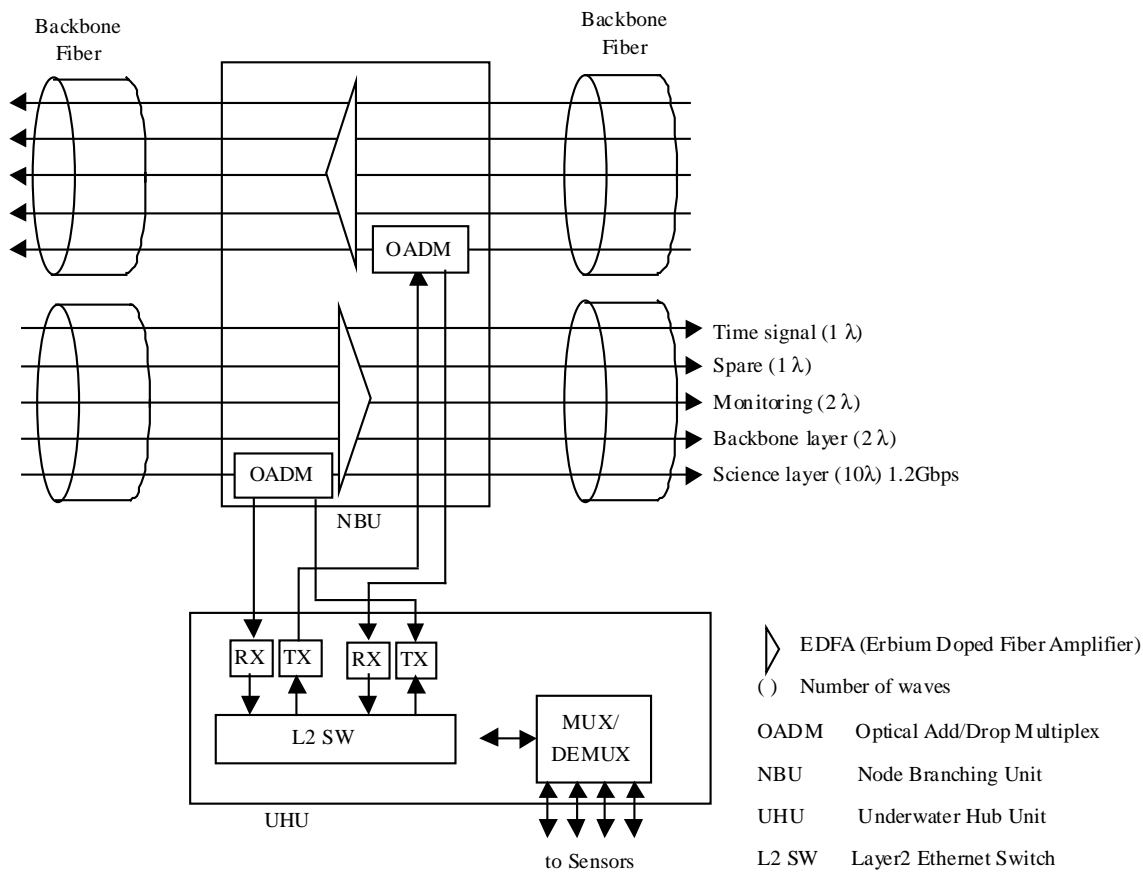 Backbone
Fiber
Backbone
Fiber
OADM
Time signal (1 λ)
Spare (1 λ)
Monitoring (2 λ)
Backbone layer (2 λ)
Science layer (10λ) 1.2Gbps
OADM
NBU
RX
TX
RX
TX
L2 SW
MUX/
DEMUX
UHU
to Sensors
EDFA (Erbium Doped Fiber Amplifier)
( ) Number of waves
OADM Optical Add/Drop Multiplex
NBU Node Branching Unit
UHU Underwater Hub Unit
L2 SW Layer2 Ethernet Switch